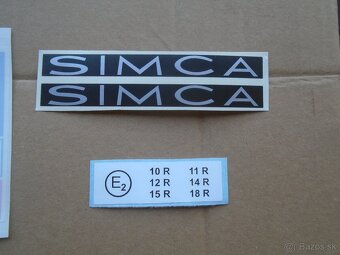 SIMCA
SIMCA
E2
10 R 11 R
12 R 14 R
15 R 18 R
Bazos.sk